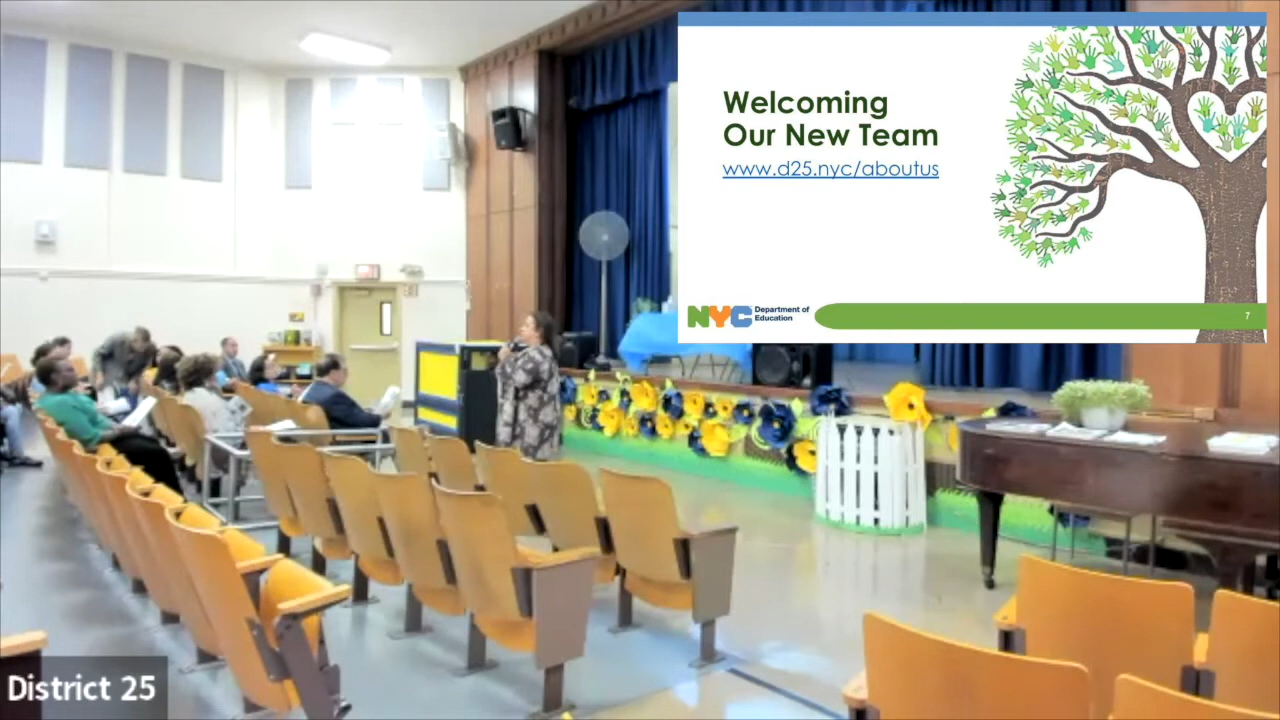 Welcoming
Our New Team
www.d25.nyc/aboutus
NYC Department of
Education
7
District 25